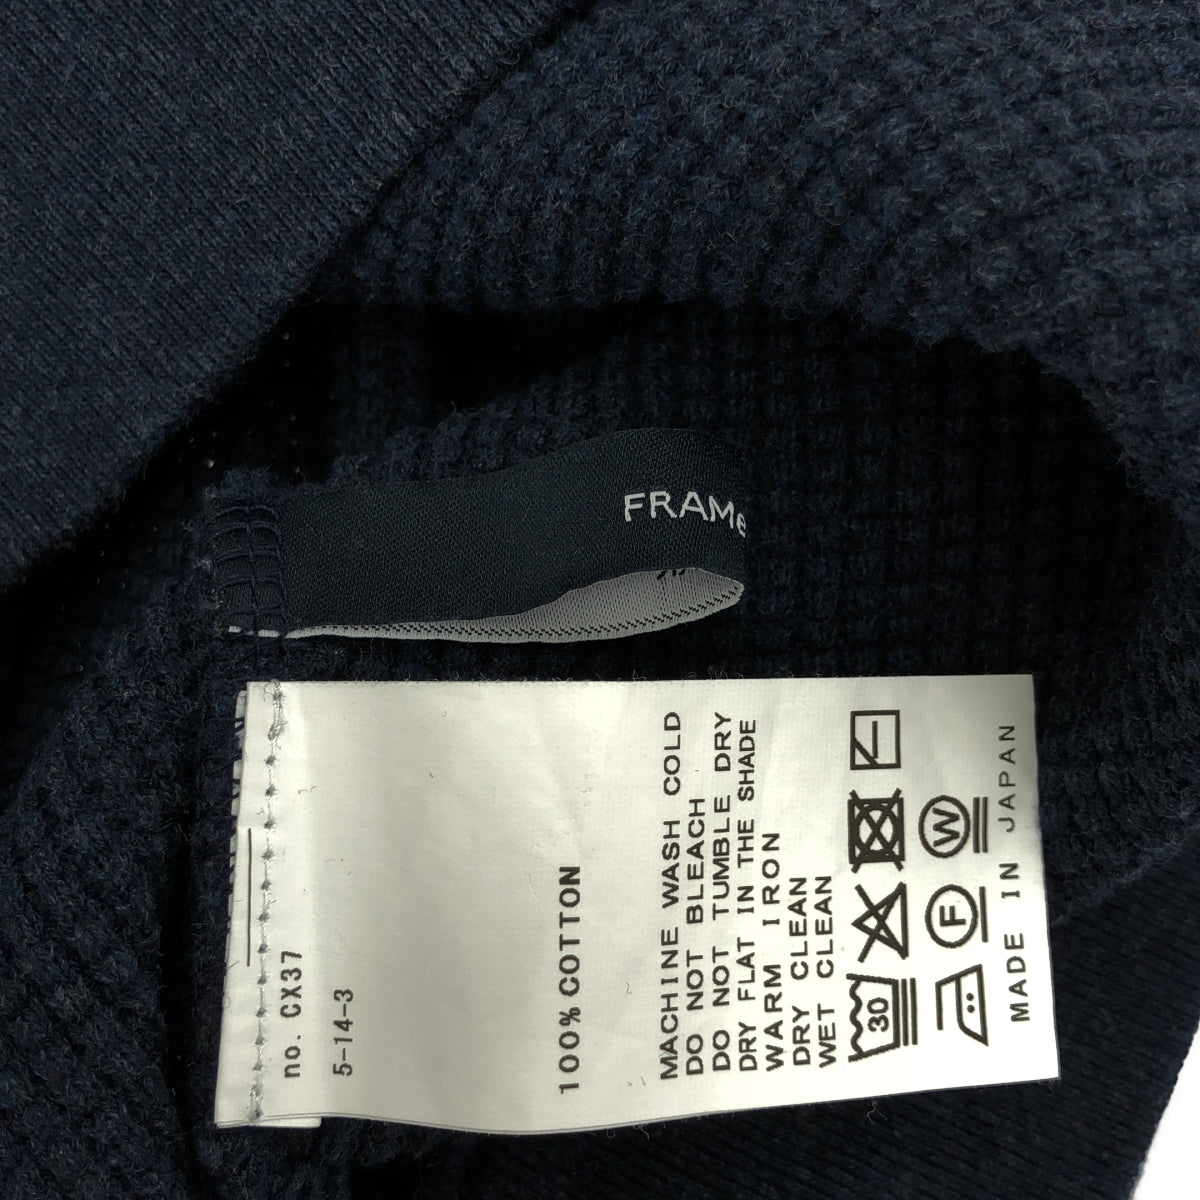 FRAMe
no. CX37
5-14-3
100% COTTON
MACHINE WASH COLD
DO NOT BLEACH
DO NOT TUMBLE DRY
DRY FLAT IN THE SHADE
WARM IRON
DRY CLEAN
WET CLEAN
30
F
W
MADE IN JAPAN